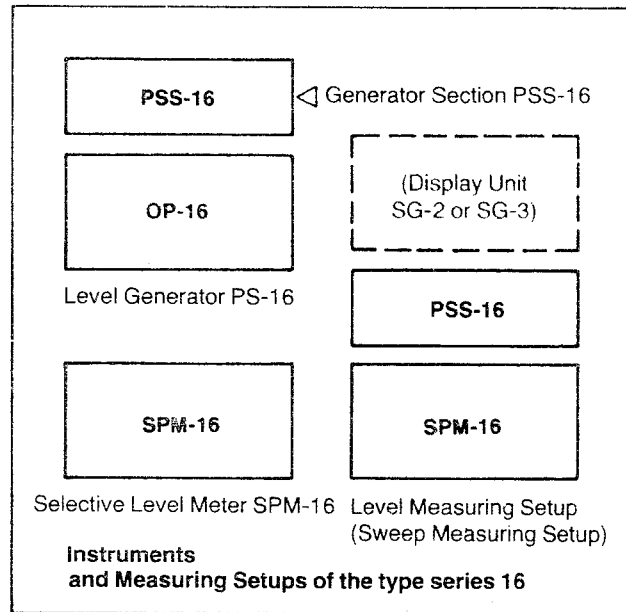 PSS-16
Generator Section PSS-16
OP-16
Level Generator PS-16
(Display Unit
SG-2 or SG-3)
PSS-16
SPM-16
Selective Level Meter SPM-16
SPM-16
Level Measuring Setup
(Sweep Measuring Setup)
Instruments
and Measuring Setups of the type series 16